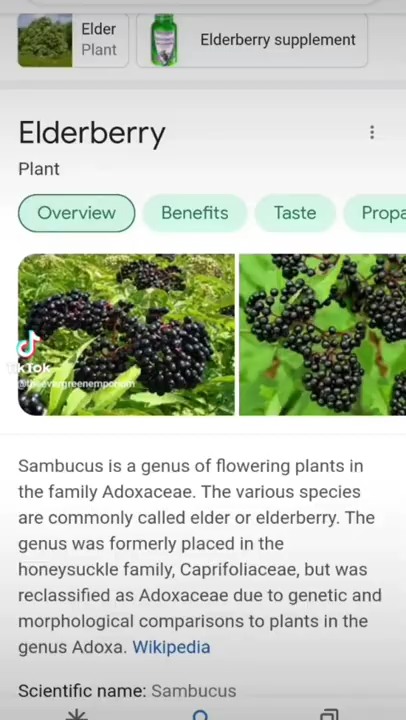 Elder
Plant
Elderberry supplement
Elderberry
Plant
Overview
Benefits
Taste
Propa
TikTok
@theevergreenemporium
Sambucus is a genus of flowering plants in
the family Adoxaceae. The various species
are commonly called elder or elderberry. The
genus was formerly placed in the
honeysuckle family, Caprifoliaceae, but was
reclassified as Adoxaceae due to genetic and
morphological comparisons to plants in the
genus Adoxa. Wikipedia
Scientific name: Sambucus